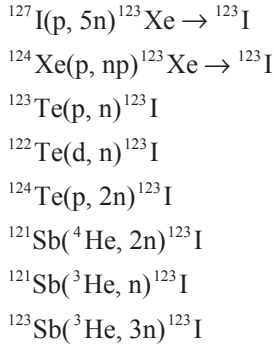 ¹²⁷I(p, 5n)¹²³Xe → ¹²³I
¹²⁴Xe(p, np)¹²³Xe → ¹²³I
¹²³Te(p, n)¹²³I
¹²²Te(d, n)¹²³I
¹²⁴Te(p, 2n)¹²³I
¹²¹Sb(⁴He, 2n)¹²³I
¹²¹Sb(³He, n)¹²³I
¹²³Sb(³He, 3n)¹²³I